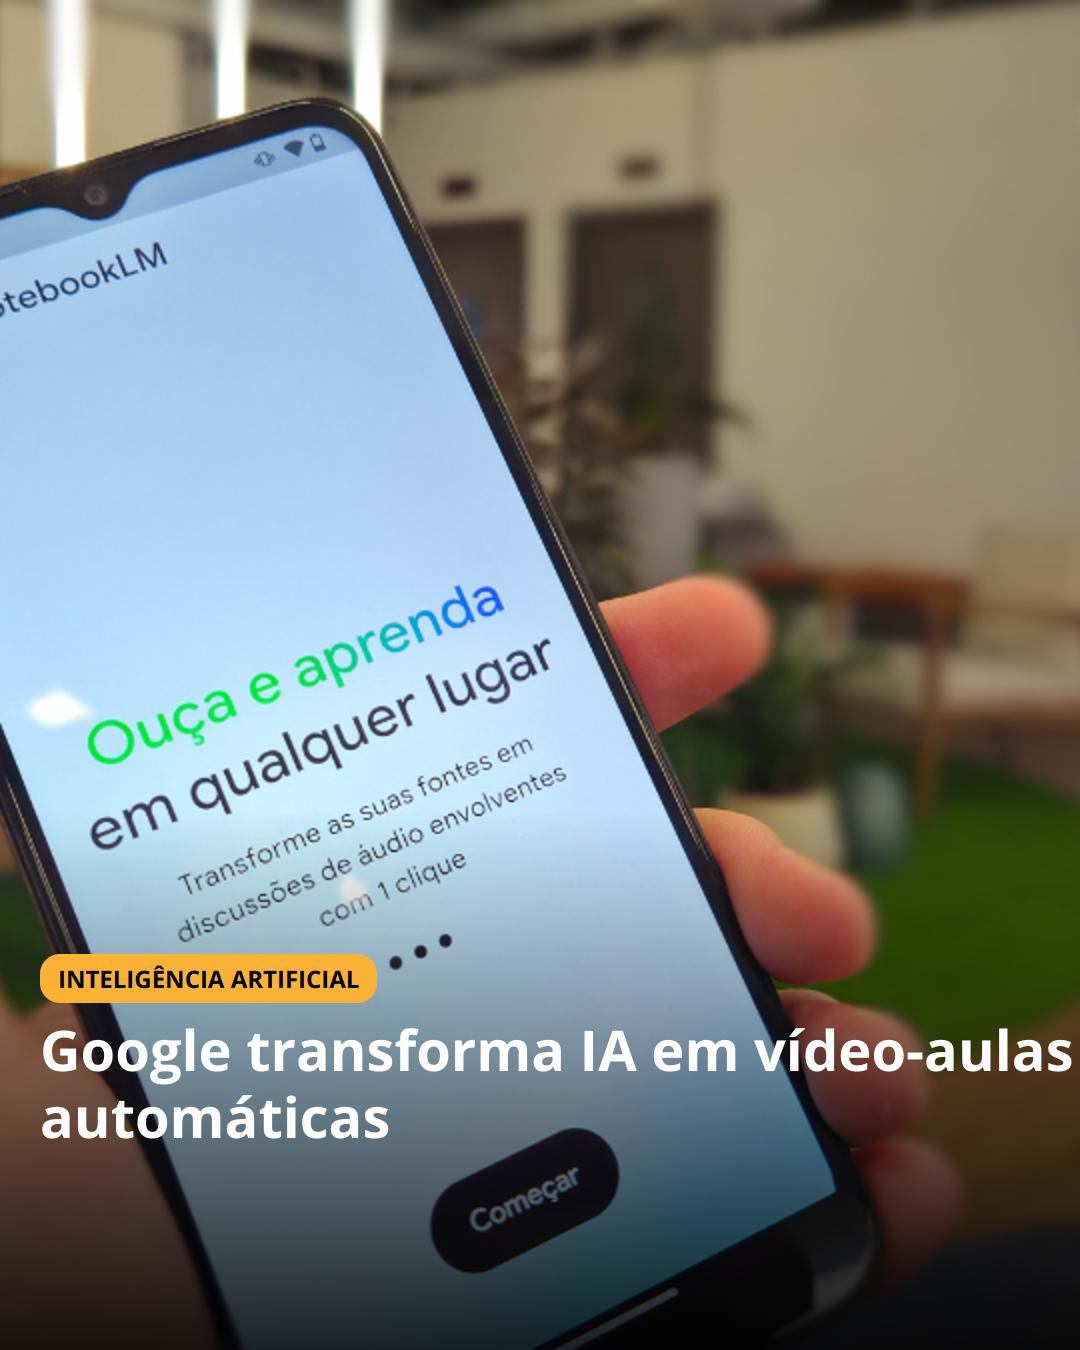 otebookLM
Ouça e aprenda
em qualquer lugar
Transforme as suas fontes em
discussões de áudio envolventes
com 1 clique
INTELIGÊNCIA ARTIFICIAL
Google transforma IA em vídeo-aulas
automáticas
Começar